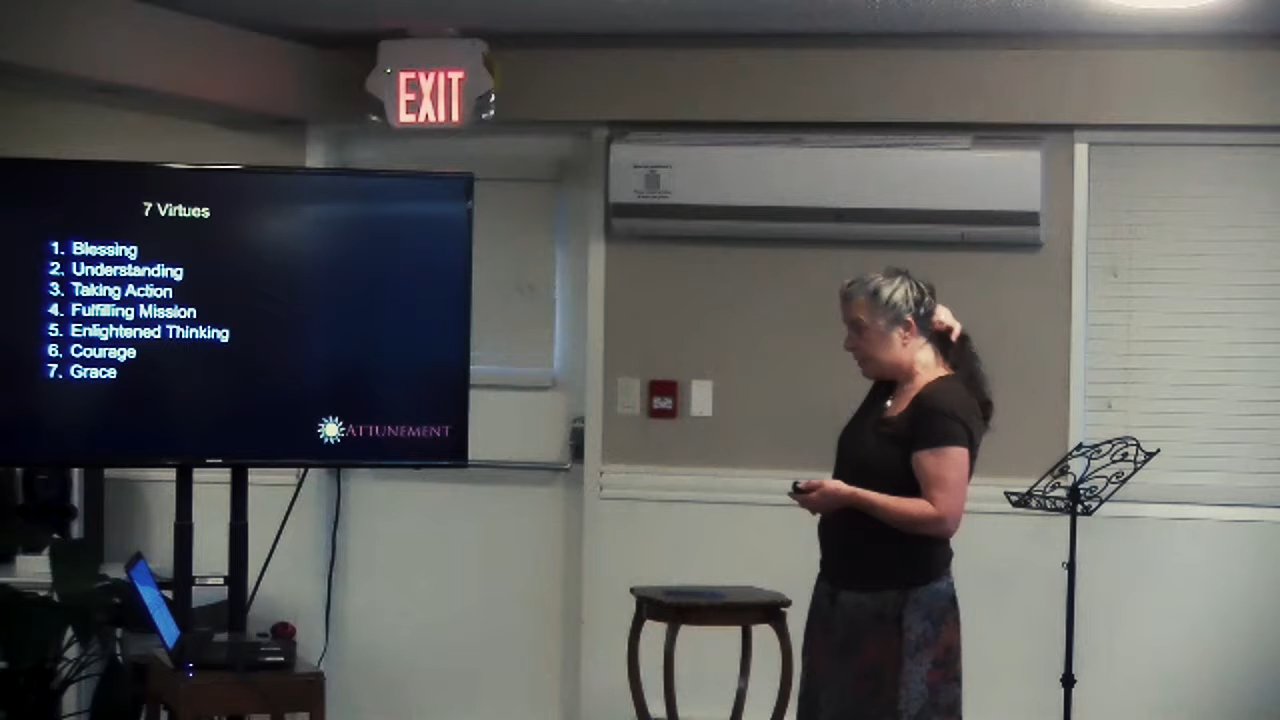 EXIT
7 Virtues
1. Blessing
2. Understanding
3. Taking Action
4. Fulfilling Mission
5. Enlightened Thinking
6. Courage
7. Grace
ATTUNEMENT